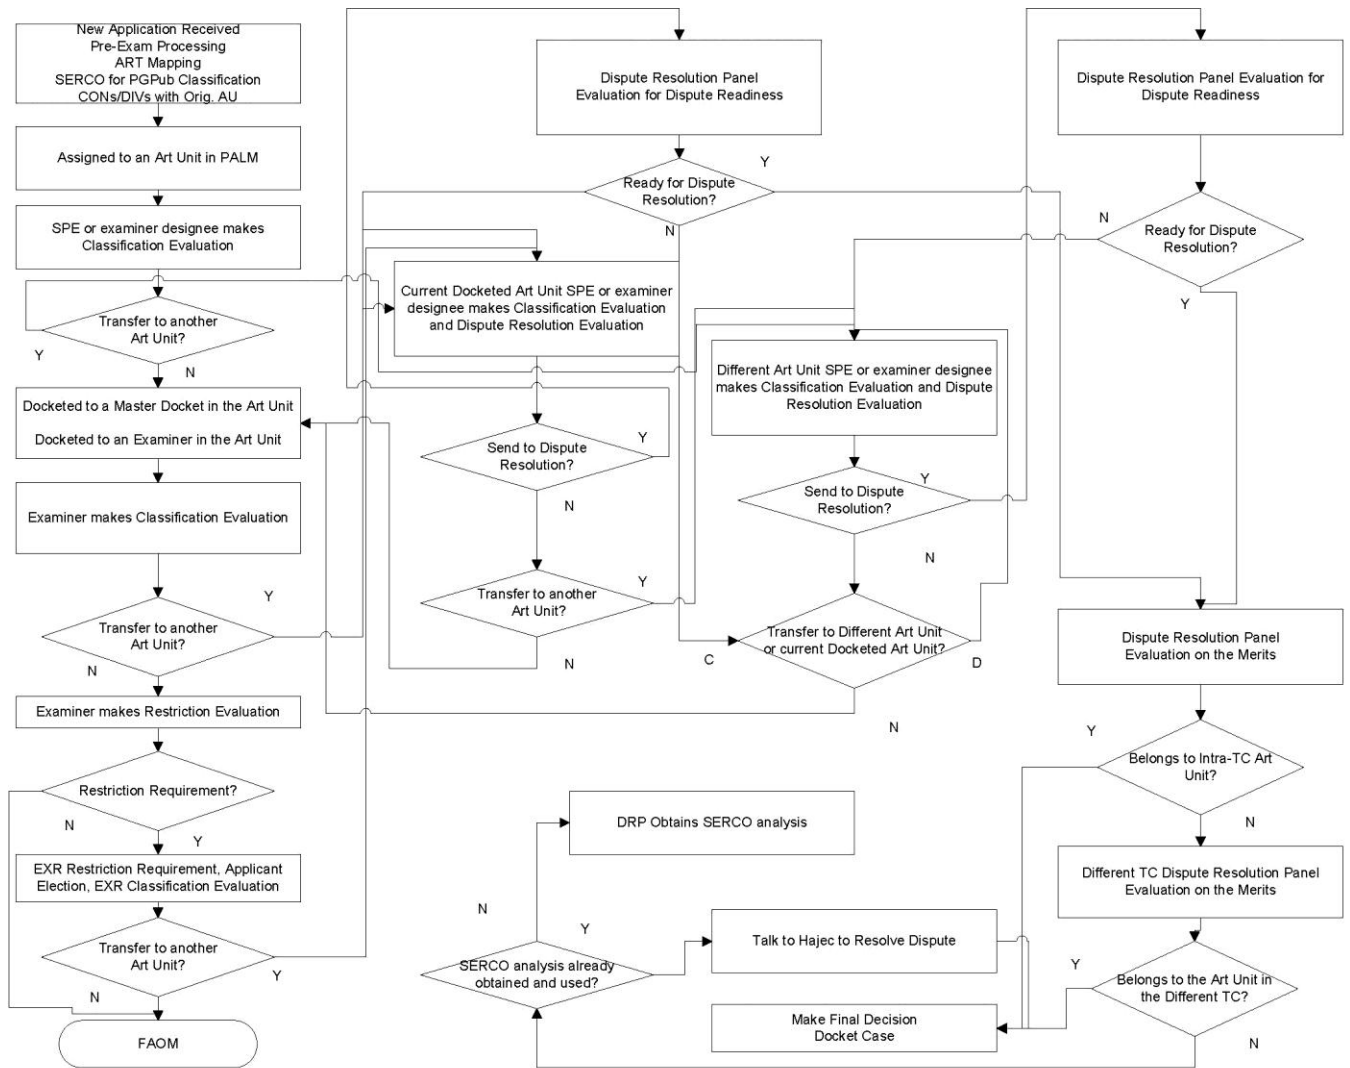 New Application Received
Pre-Exam Processing
ART Mapping
SERCO for PGPub Classification
CONs/DIVs with Orig. AU
Assigned to an Art Unit in PALM
SPE or examiner designee makes
Classification Evaluation
Transfer to another
Art Unit?
Y
N
Docketed to a Master Docket in the Art Unit
Docketed to an Examiner in the Art Unit
Examiner makes Classification Evaluation
Y
Transfer to another
Art Unit?
N
Examiner makes Restriction Evaluation
Restriction Requirement?
N
Y
EXR Restriction Requirement, Applicant
Election, EXR Classification Evaluation
Transfer to another
Art Unit?
Y
N
FAOM
Dispute Resolution Panel
Evaluation for Dispute Readiness
Y
Ready for Dispute
Resolution?
N
Current Docketed Art Unit SPE or examiner
designee makes Classification Evaluation
and Dispute Resolution Evaluation
Y
Send to Dispute
Resolution?
N
Y
Transfer to another
Art Unit?
N
Different Art Unit SPE or examiner designee
makes Classification Evaluation and Dispute
Resolution Evaluation
Y
Send to Dispute
Resolution?
N
Transfer to Different Art Unit
or current Docketed Art Unit?
C
D
N
DRP Obtains SERCO analysis
N
Y
SERCO analysis already
obtained and used?
Talk to Hajec to Resolve Dispute
Make Final Decision
Docket Case
Dispute Resolution Panel Evaluation for
Dispute Readiness
N
Ready for Dispute
Resolution?
Y
Dispute Resolution Panel
Evaluation on the Merits
Y
Belongs to Intra-TC Art
Unit?
N
Different TC Dispute Resolution Panel
Evaluation on the Merits
Y
Belongs to the Art Unit in
the Different TC?
N